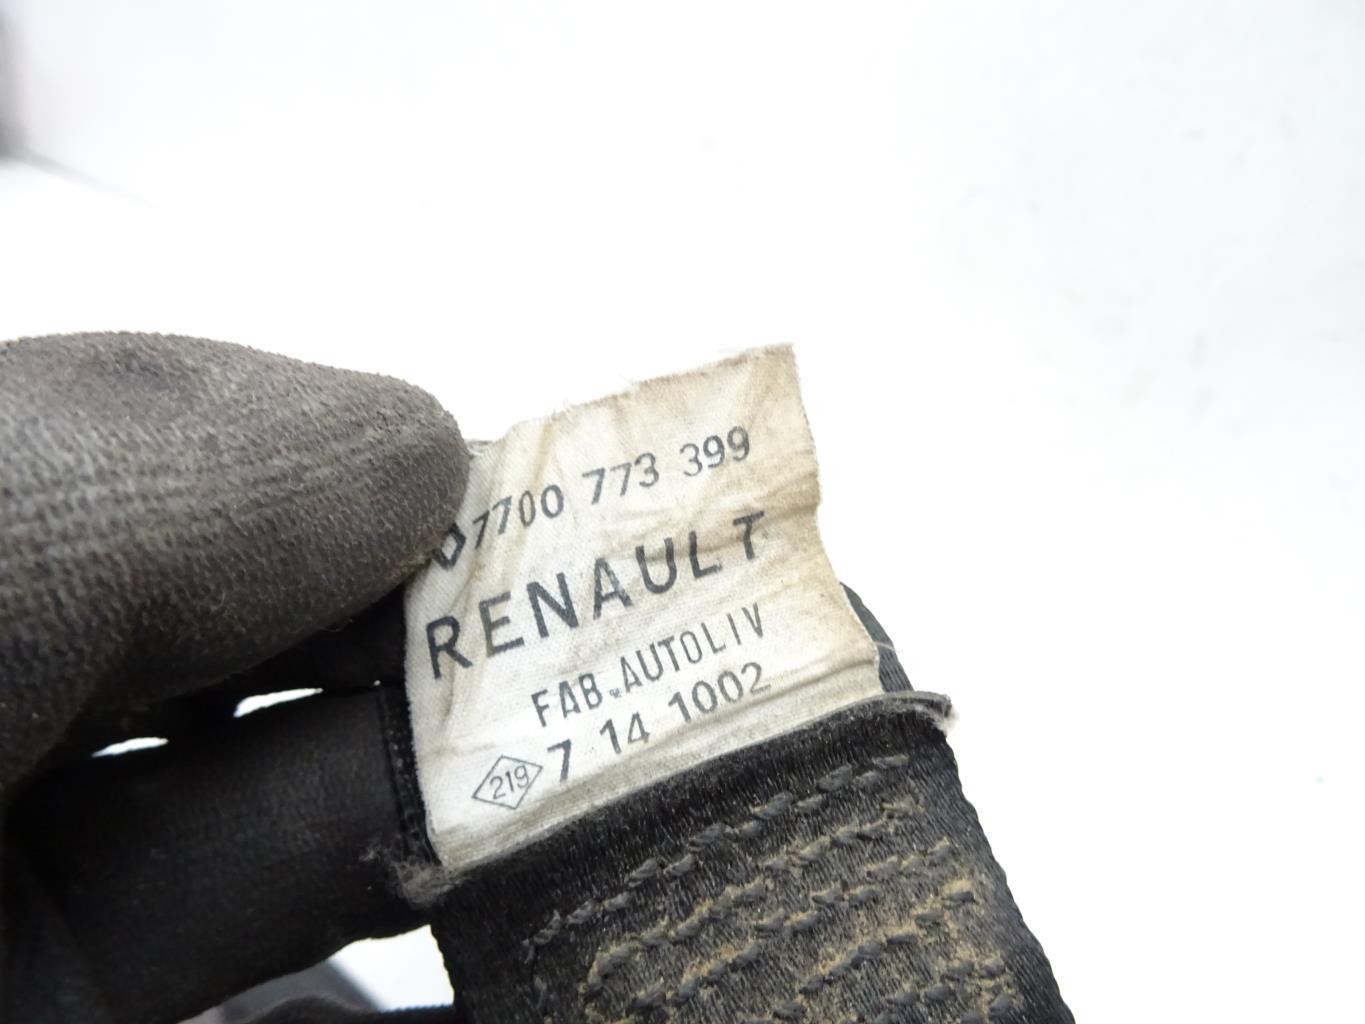 7700 773 399
RENAULT
FAB.AUTOLIV
219 7 14 1002